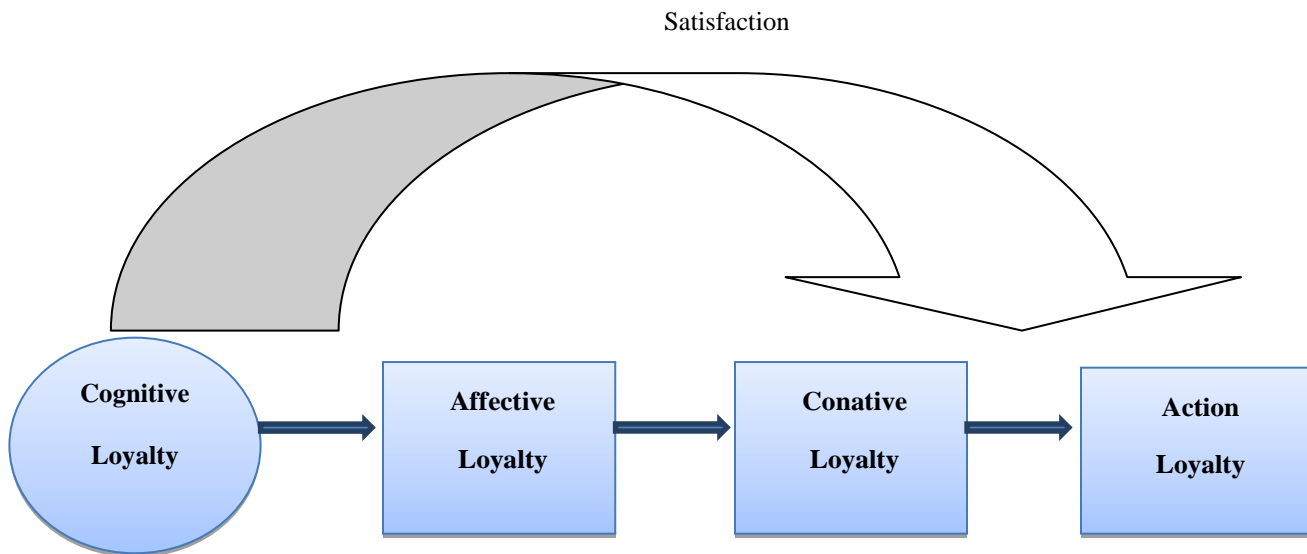 Satisfaction
Cognitive
Loyalty
Affective
Loyalty
Conative
Loyalty
Action
Loyalty